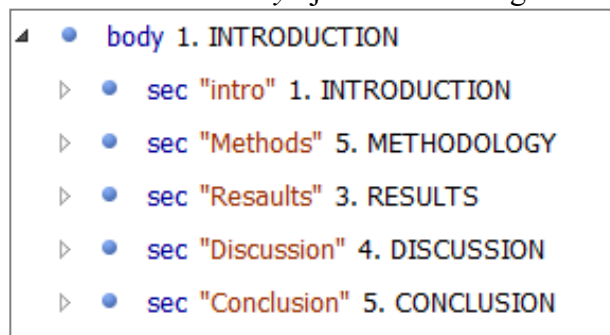 body 1. INTRODUCTION
sec "intro" 1. INTRODUCTION
sec "Methods" 5. METHODOLOGY
sec "Resaults" 3. RESULTS
sec "Discussion" 4. DISCUSSION
sec "Conclusion" 5. CONCLUSION